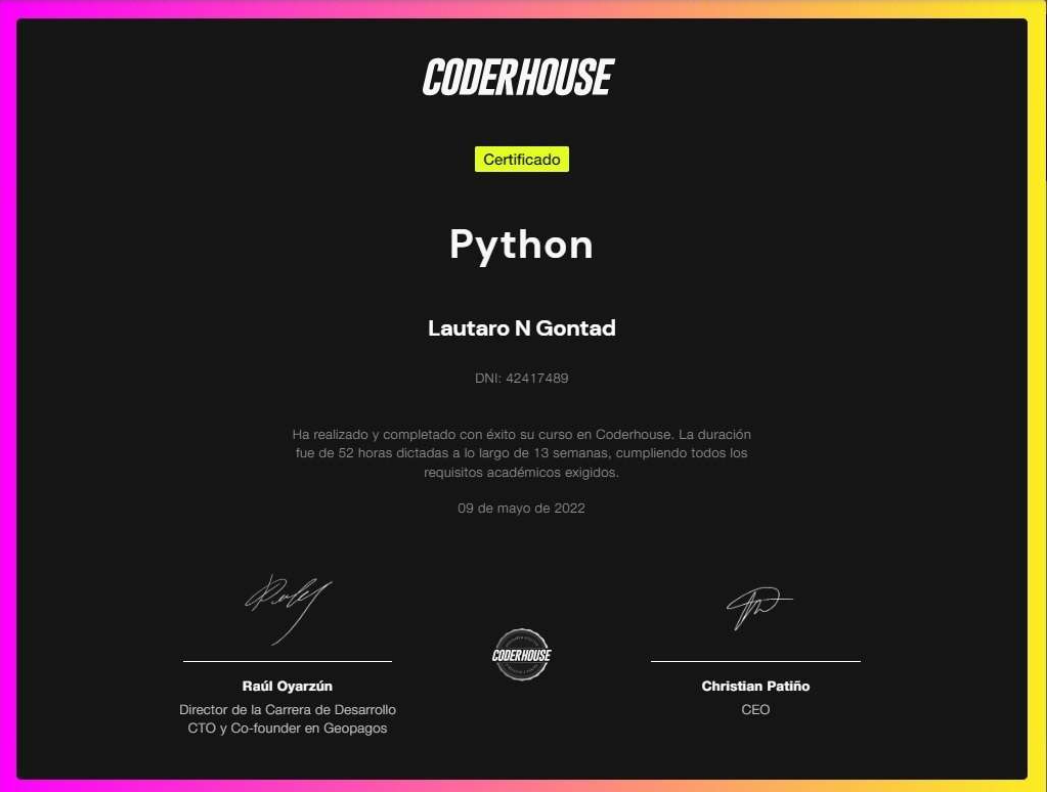 CODERHOUSE
Certificado
Python
Lautaro N Gontad
DNI: 42417489
Ha realizado y completado con éxito su curso en Coderhouse. La duración
fue de 52 horas dictadas a lo largo de 13 semanas, cumpliendo todos los
requisitos académicos exigidos.
09 de mayo de 2022
CODERHOUSE
Raúl Oyarzún
Director de la Carrera de Desarrollo
CTO y Co-founder en Geopagos
Christian Patiño
CEO